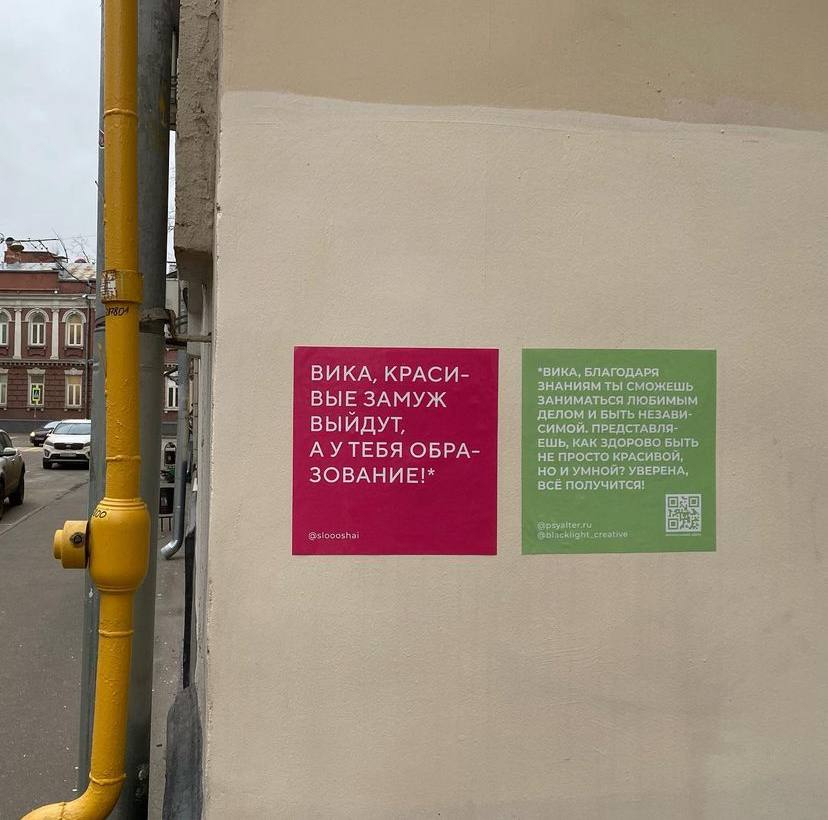 ВИКА, КРАСИ-
ВЫЕ ЗАМУЖ
ВЫЙДУТ,
А У ТЕБЯ ОБРА-
ЗОВАНИЕ!*
@sloooshai
*ВИКА, БЛАГОДАРЯ
ЗНАНИЯМ ТЫ СМОЖЕШЬ
ЗАНИМАТЬСЯ ЛЮБИМЫМ
ДЕЛОМ И БЫТЬ НЕЗАВИ-
СИМОЙ. ПРЕДСТАВЛЯ-
ЕШЬ, КАК ЗДОРОВО БЫТЬ
НЕ ПРОСТО КРАСИВОЙ,
НО И УМНОЙ? УВЕРЕНА,
ВСЁ ПОЛУЧИТСЯ!
@psyalter.ru
@blacklight_creative